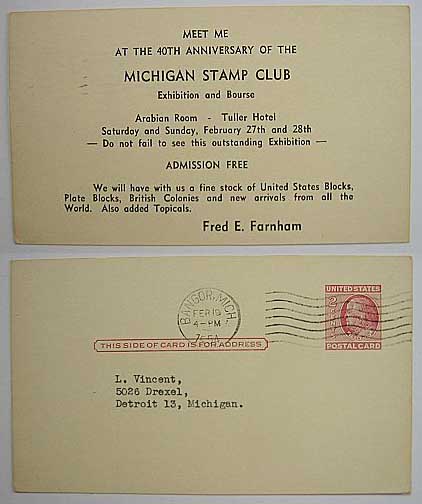 MEET ME
AT THE 40TH ANNIVERSARY OF THE
MICHIGAN STAMP CLUB
Exhibition and Bourse
Arabian Room - Tuller Hotel
Saturday and Sunday, February 27th and 28th
— Do not fail to see this outstanding Exhibition —
ADMISSION FREE
We will have with us a fine stock of United States Blocks,
Plate Blocks, British Colonies and new arrivals from all the
World. Also added Topicals.
Fred E. Farnham
BANGOR, MICH.
FEB 19
4-PM
UNITED STATES
2
POSTAL CARD
THIS SIDE OF CARD IS FOR ADDRESS
L. Vincent,
5026 Drexel,
Detroit 13, Michigan.